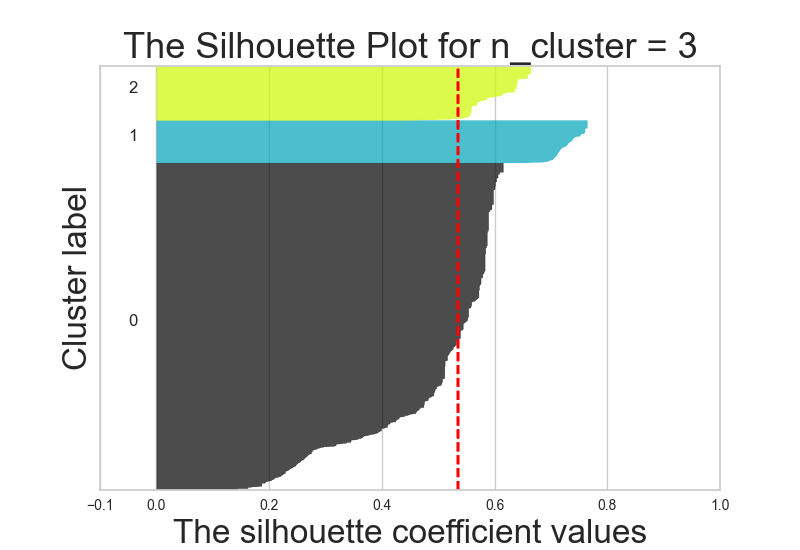 The Silhouette Plot for n_cluster = 3
Cluster label
2
1
0
−0.1 0.0 0.2 0.4 0.6 0.8 1.0
The silhouette coefficient values